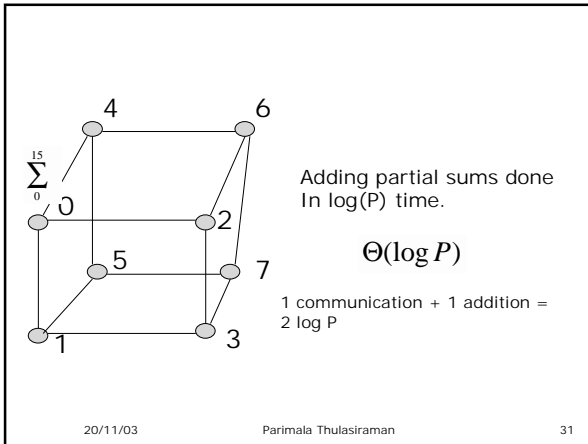 4 6
15
∑
0
0
2
Adding partial sums done
In log(P) time.
Θ(log P)
5
7
1 communication + 1 addition =
2 log P
1
3
20/11/03 Parimala Thulasiraman 31